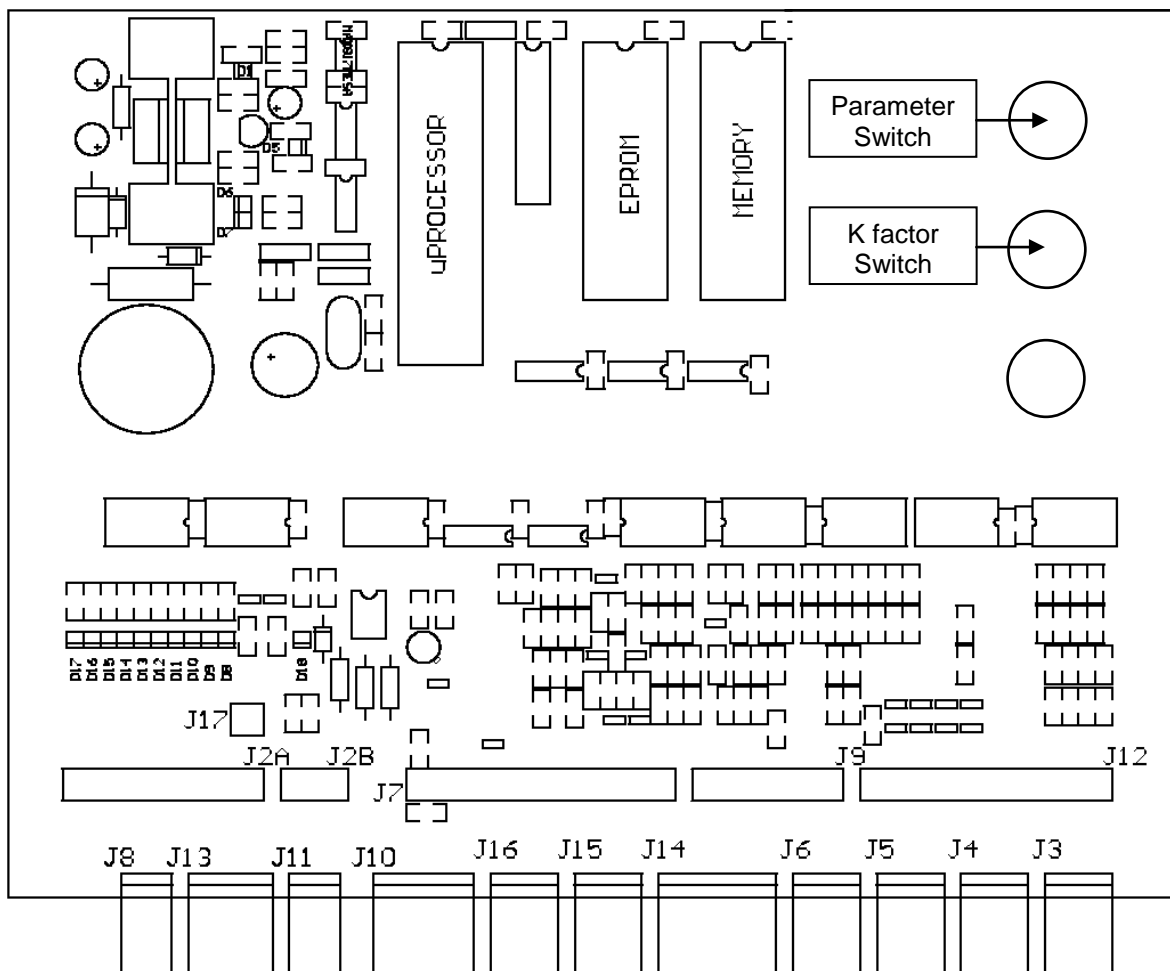 D1
D5
D6
D7
uPROCESSOR
EPROM
MEMORY
Parameter
Switch
K factor
Switch
D17
D16
D15
D14
D13
D12
D11
D10
D9
D8
D18
J17
J2A
J2B
J7
J9
J12
J8
J13
J11
J10
J16
J15
J14
J6
J5
J4
J3